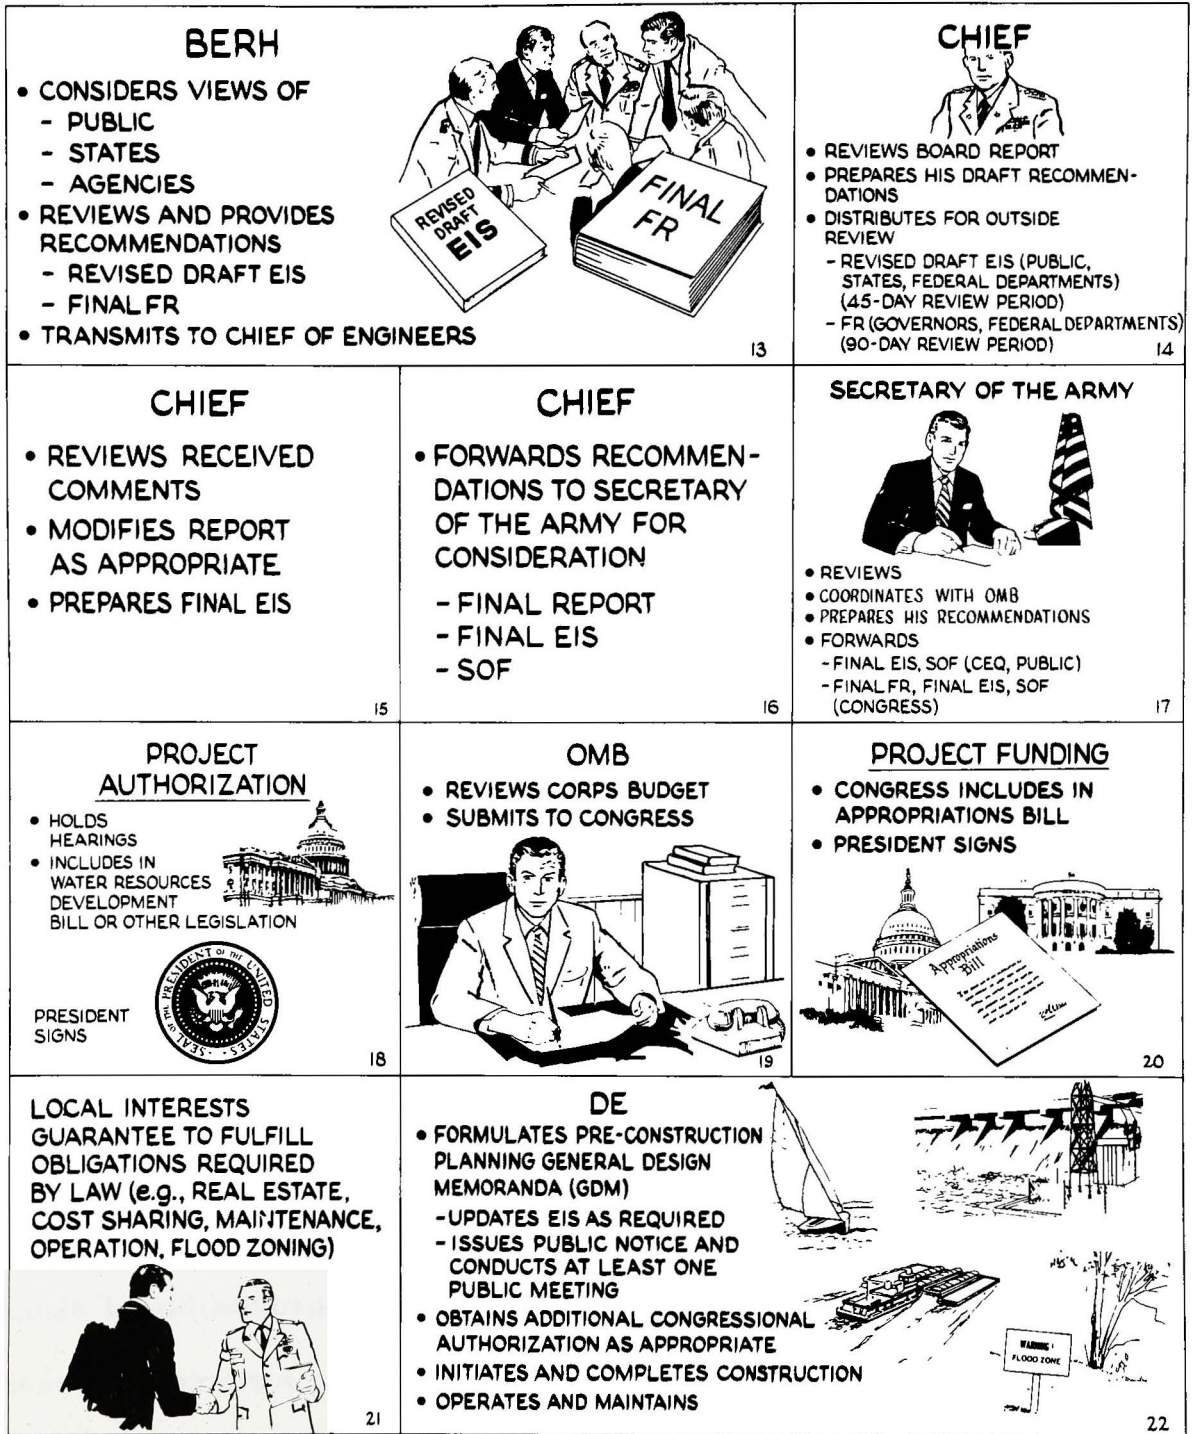 BERH
• CONSIDERS VIEWS OF
- PUBLIC
- STATES
- AGENCIES
• REVIEWS AND PROVIDES
RECOMMENDATIONS
- REVISED DRAFT EIS
- FINAL FR
• TRANSMITS TO CHIEF OF ENGINEERS
REVISED
DRAFT
EIS
FINAL
FR
13
CHIEF
• REVIEWS BOARD REPORT
• PREPARES HIS DRAFT RECOMMEN-
DATIONS
• DISTRIBUTES FOR OUTSIDE
REVIEW
- REVISED DRAFT EIS (PUBLIC,
STATES, FEDERAL DEPARTMENTS)
(45-DAY REVIEW PERIOD)
- FR (GOVERNORS, FEDERAL DEPARTMENTS)
(90-DAY REVIEW PERIOD)
14
CHIEF
• REVIEWS RECEIVED
COMMENTS
• MODIFIES REPORT
AS APPROPRIATE
• PREPARES FINAL EIS
15
CHIEF
• FORWARDS RECOMMEN-
DATIONS TO SECRETARY
OF THE ARMY FOR
CONSIDERATION
- FINAL REPORT
- FINAL EIS
- SOF
16
SECRETARY OF THE ARMY
• REVIEWS
• COORDINATES WITH OMB
• PREPARES HIS RECOMMENDATIONS
• FORWARDS
- FINAL EIS, SOF (CEQ, PUBLIC)
- FINAL FR, FINAL EIS, SOF
(CONGRESS)
17
PROJECT
AUTHORIZATION
• HOLDS
HEARINGS
• INCLUDES IN
WATER RESOURCES
DEVELOPMENT
BILL OR OTHER LEGISLATION
PRESIDENT
SIGNS
SEAL OF THE PRESIDENT OF THE UNITED STATES
18
OMB
• REVIEWS CORPS BUDGET
• SUBMITS TO CONGRESS
19
PROJECT FUNDING
• CONGRESS INCLUDES IN
APPROPRIATIONS BILL
• PRESIDENT SIGNS
Appropriations
Bill
20
LOCAL INTERESTS
GUARANTEE TO FULFILL
OBLIGATIONS REQUIRED
BY LAW (e.g., REAL ESTATE,
COST SHARING, MAINTENANCE,
OPERATION, FLOOD ZONING)
21
DE
• FORMULATES PRE-CONSTRUCTION
PLANNING GENERAL DESIGN
MEMORANDA (GDM)
- UPDATES EIS AS REQUIRED
- ISSUES PUBLIC NOTICE AND
CONDUCTS AT LEAST ONE
PUBLIC MEETING
• OBTAINS ADDITIONAL CONGRESSIONAL
AUTHORIZATION AS APPROPRIATE
• INITIATES AND COMPLETES CONSTRUCTION
• OPERATES AND MAINTAINS
WARNING!
FLOOD ZONE
22